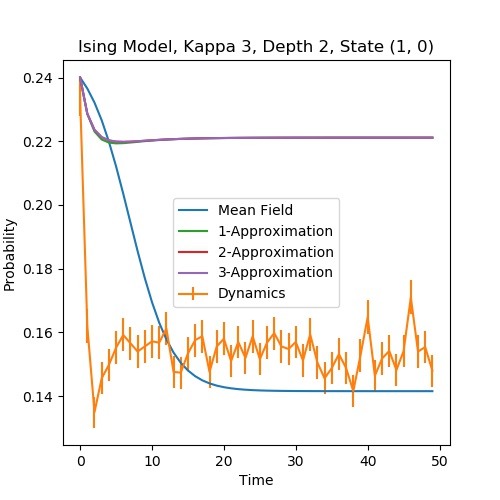 Ising Model, Kappa 3, Depth 2, State (1, 0)
0.24
0.22
0.20
0.18
0.16
0.14
Probability
Mean Field
1-Approximation
2-Approximation
3-Approximation
Dynamics
0 10 20 30 40 50
Time